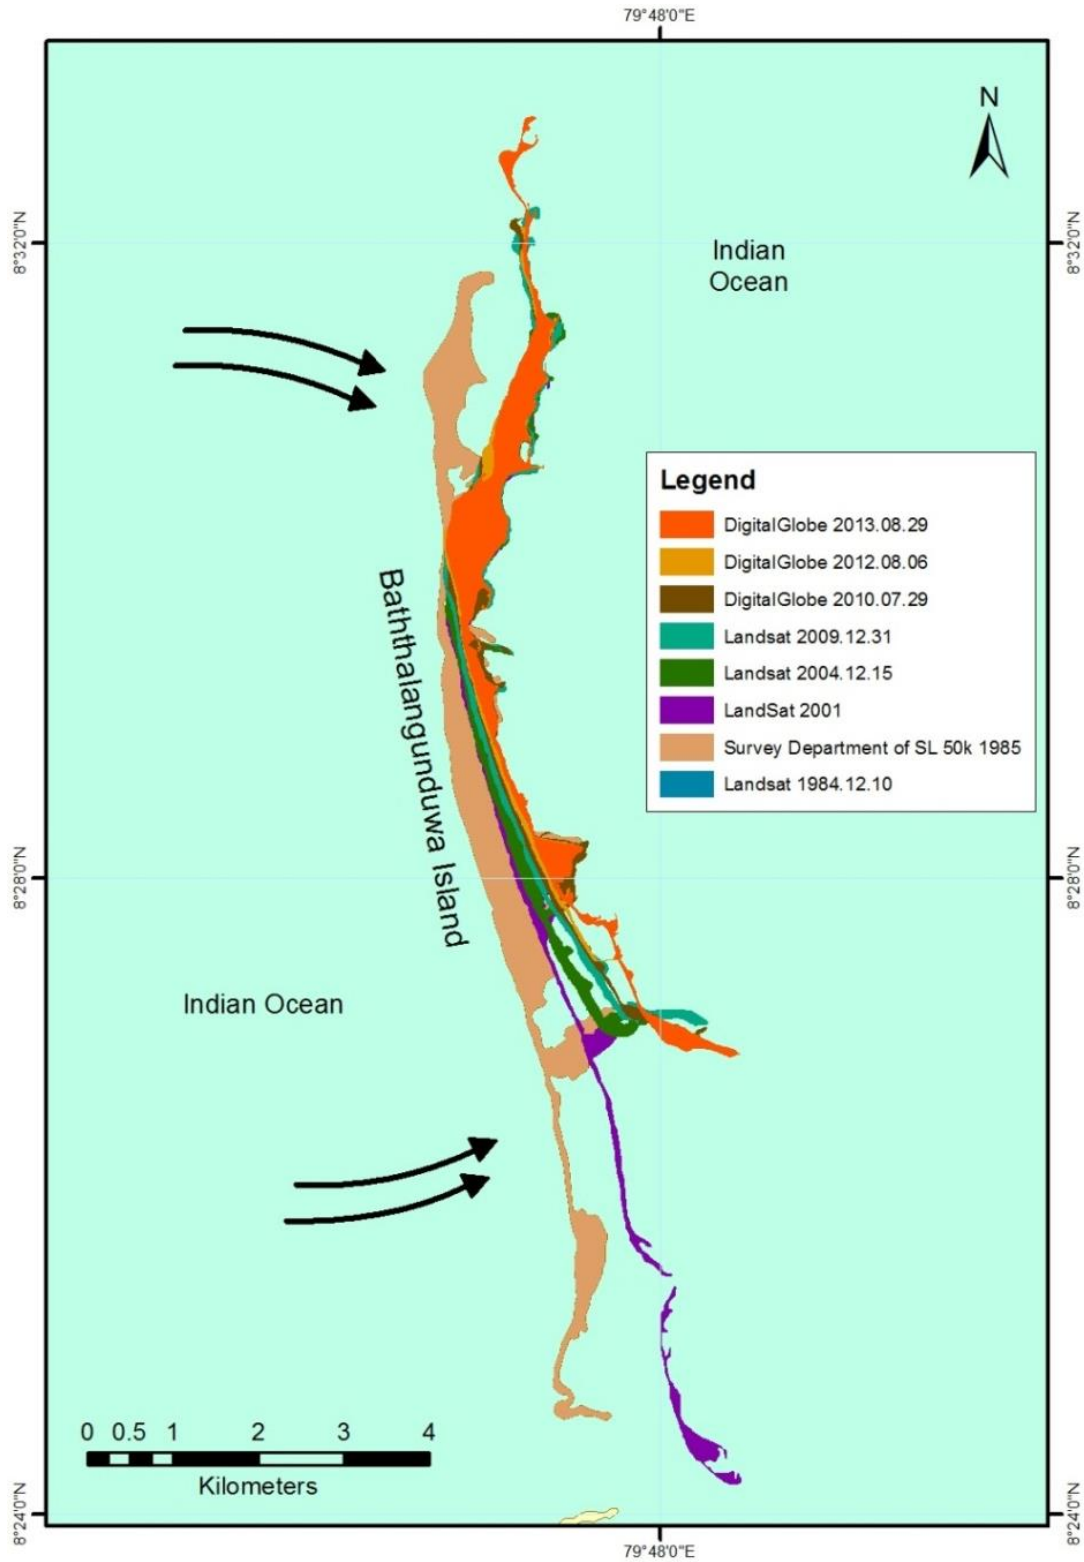 79°48'0"E
N
8°32'0"N
8°32'0"N
Indian
Ocean
Legend
DigitalGlobe 2013.08.29
DigitalGlobe 2012.08.06
DigitalGlobe 2010.07.29
Landsat 2009.12.31
Landsat 2004.12.15
LandSat 2001
Survey Department of SL 50k 1985
Landsat 1984.12.10
Baththalangunduwa Island
8°28'0"N
8°28'0"N
Indian Ocean
0 0.5 1 2 3 4
Kilometers
8°24'0"N
8°24'0"N
79°48'0"E